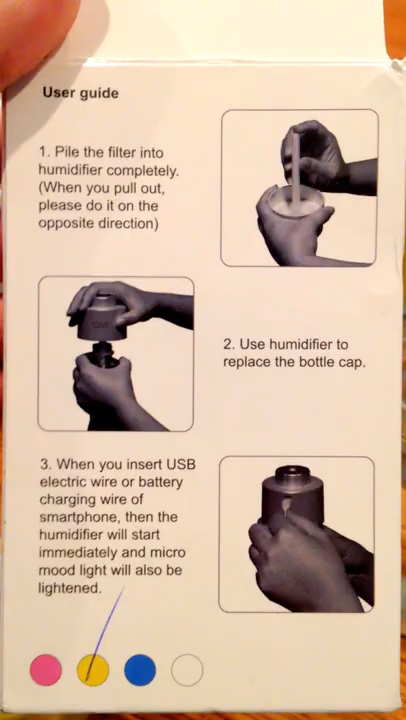 User guide
1. Pile the filter into
humidifier completely.
(When you pull out,
please do it on the
opposite direction)
2. Use humidifier to
replace the bottle cap.
3. When you insert USB
electric wire or battery
charging wire of
smartphone, then the
humidifier will start
immediately and micro
mood light will also be
lightened.